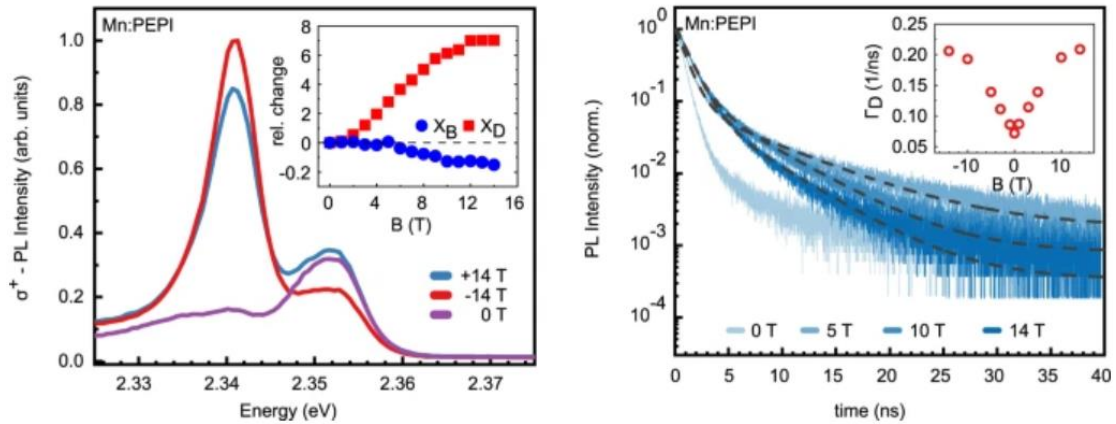 Mn:PEPI
σ⁺ - PL Intensity (arb. units)
1.0
0.8
0.6
0.4
0.2
0.0
2.33 2.34 2.35 2.36 2.37
Energy (eV)
+14 T
-14 T
0 T
rel. change
8
6
4
2
0
-0.2
X_B X_D
0 4 8 12 16
B (T)
Mn:PEPI
PL Intensity (norm.)
10⁰
10⁻¹
10⁻²
10⁻³
10⁻⁴
0 5 10 15 20 25 30 35 40
time (ns)
0 T 5 T 10 T 14 T
Γ_D (1/ns)
0.25
0.20
0.15
0.10
0.05
-10 0 10
B (T)